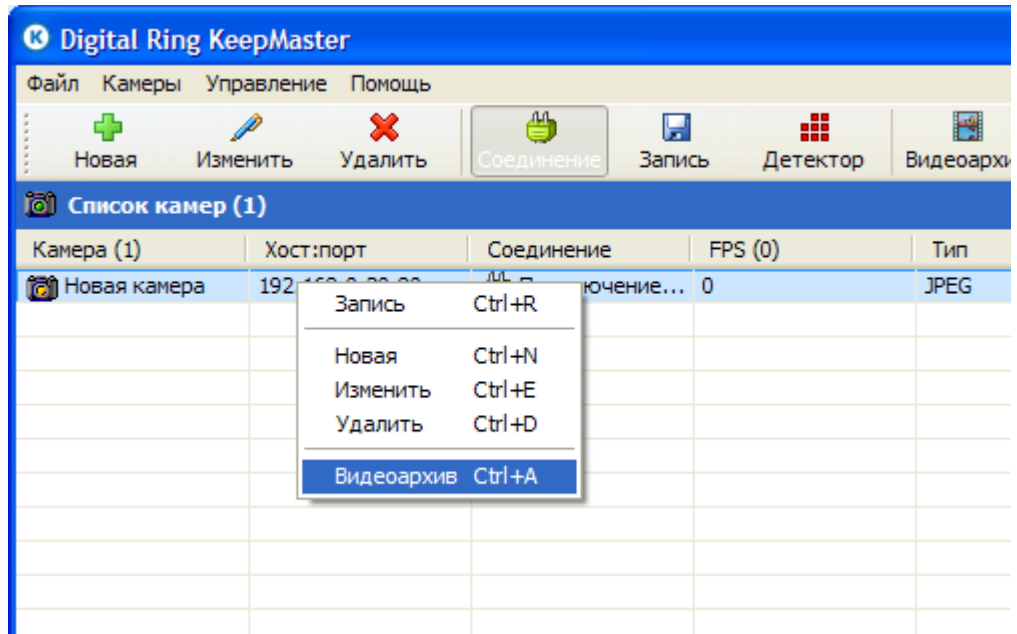 Digital Ring KeepMaster
Файл Камеры Управление Помощь
Новая Изменить Удалить Соединение Запись Детектор Видеоархи
Список камер (1)
Камера (1) Хост:порт Соединение FPS (0) Тип
Новая камера 0 JPEG
Запись Ctrl+R
Новая Ctrl+N
Изменить Ctrl+E
Удалить Ctrl+D
Видеоархив Ctrl+A